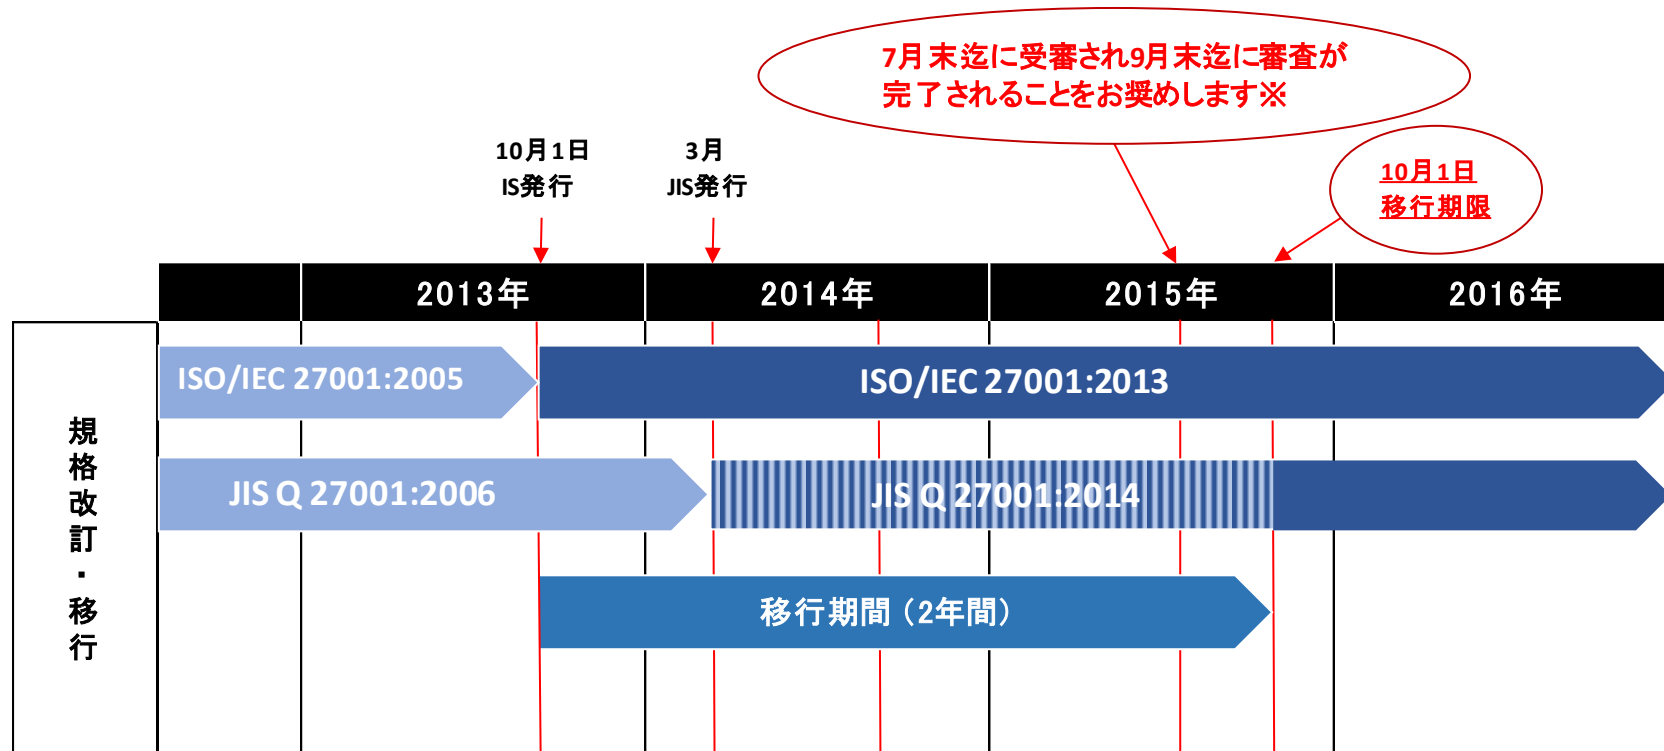 7月末迄に受審され9月末迄に審査が
完了されることをお奨めします※
10月1日
IS発行
3月
JIS発行
10月1日
移行期限
2013年
2014年
2015年
2016年
規格改訂・移行
ISO/IEC 27001:2005
ISO/IEC 27001:2013
JIS Q 27001:2006
JIS Q 27001:2014
移行期間（2年間）